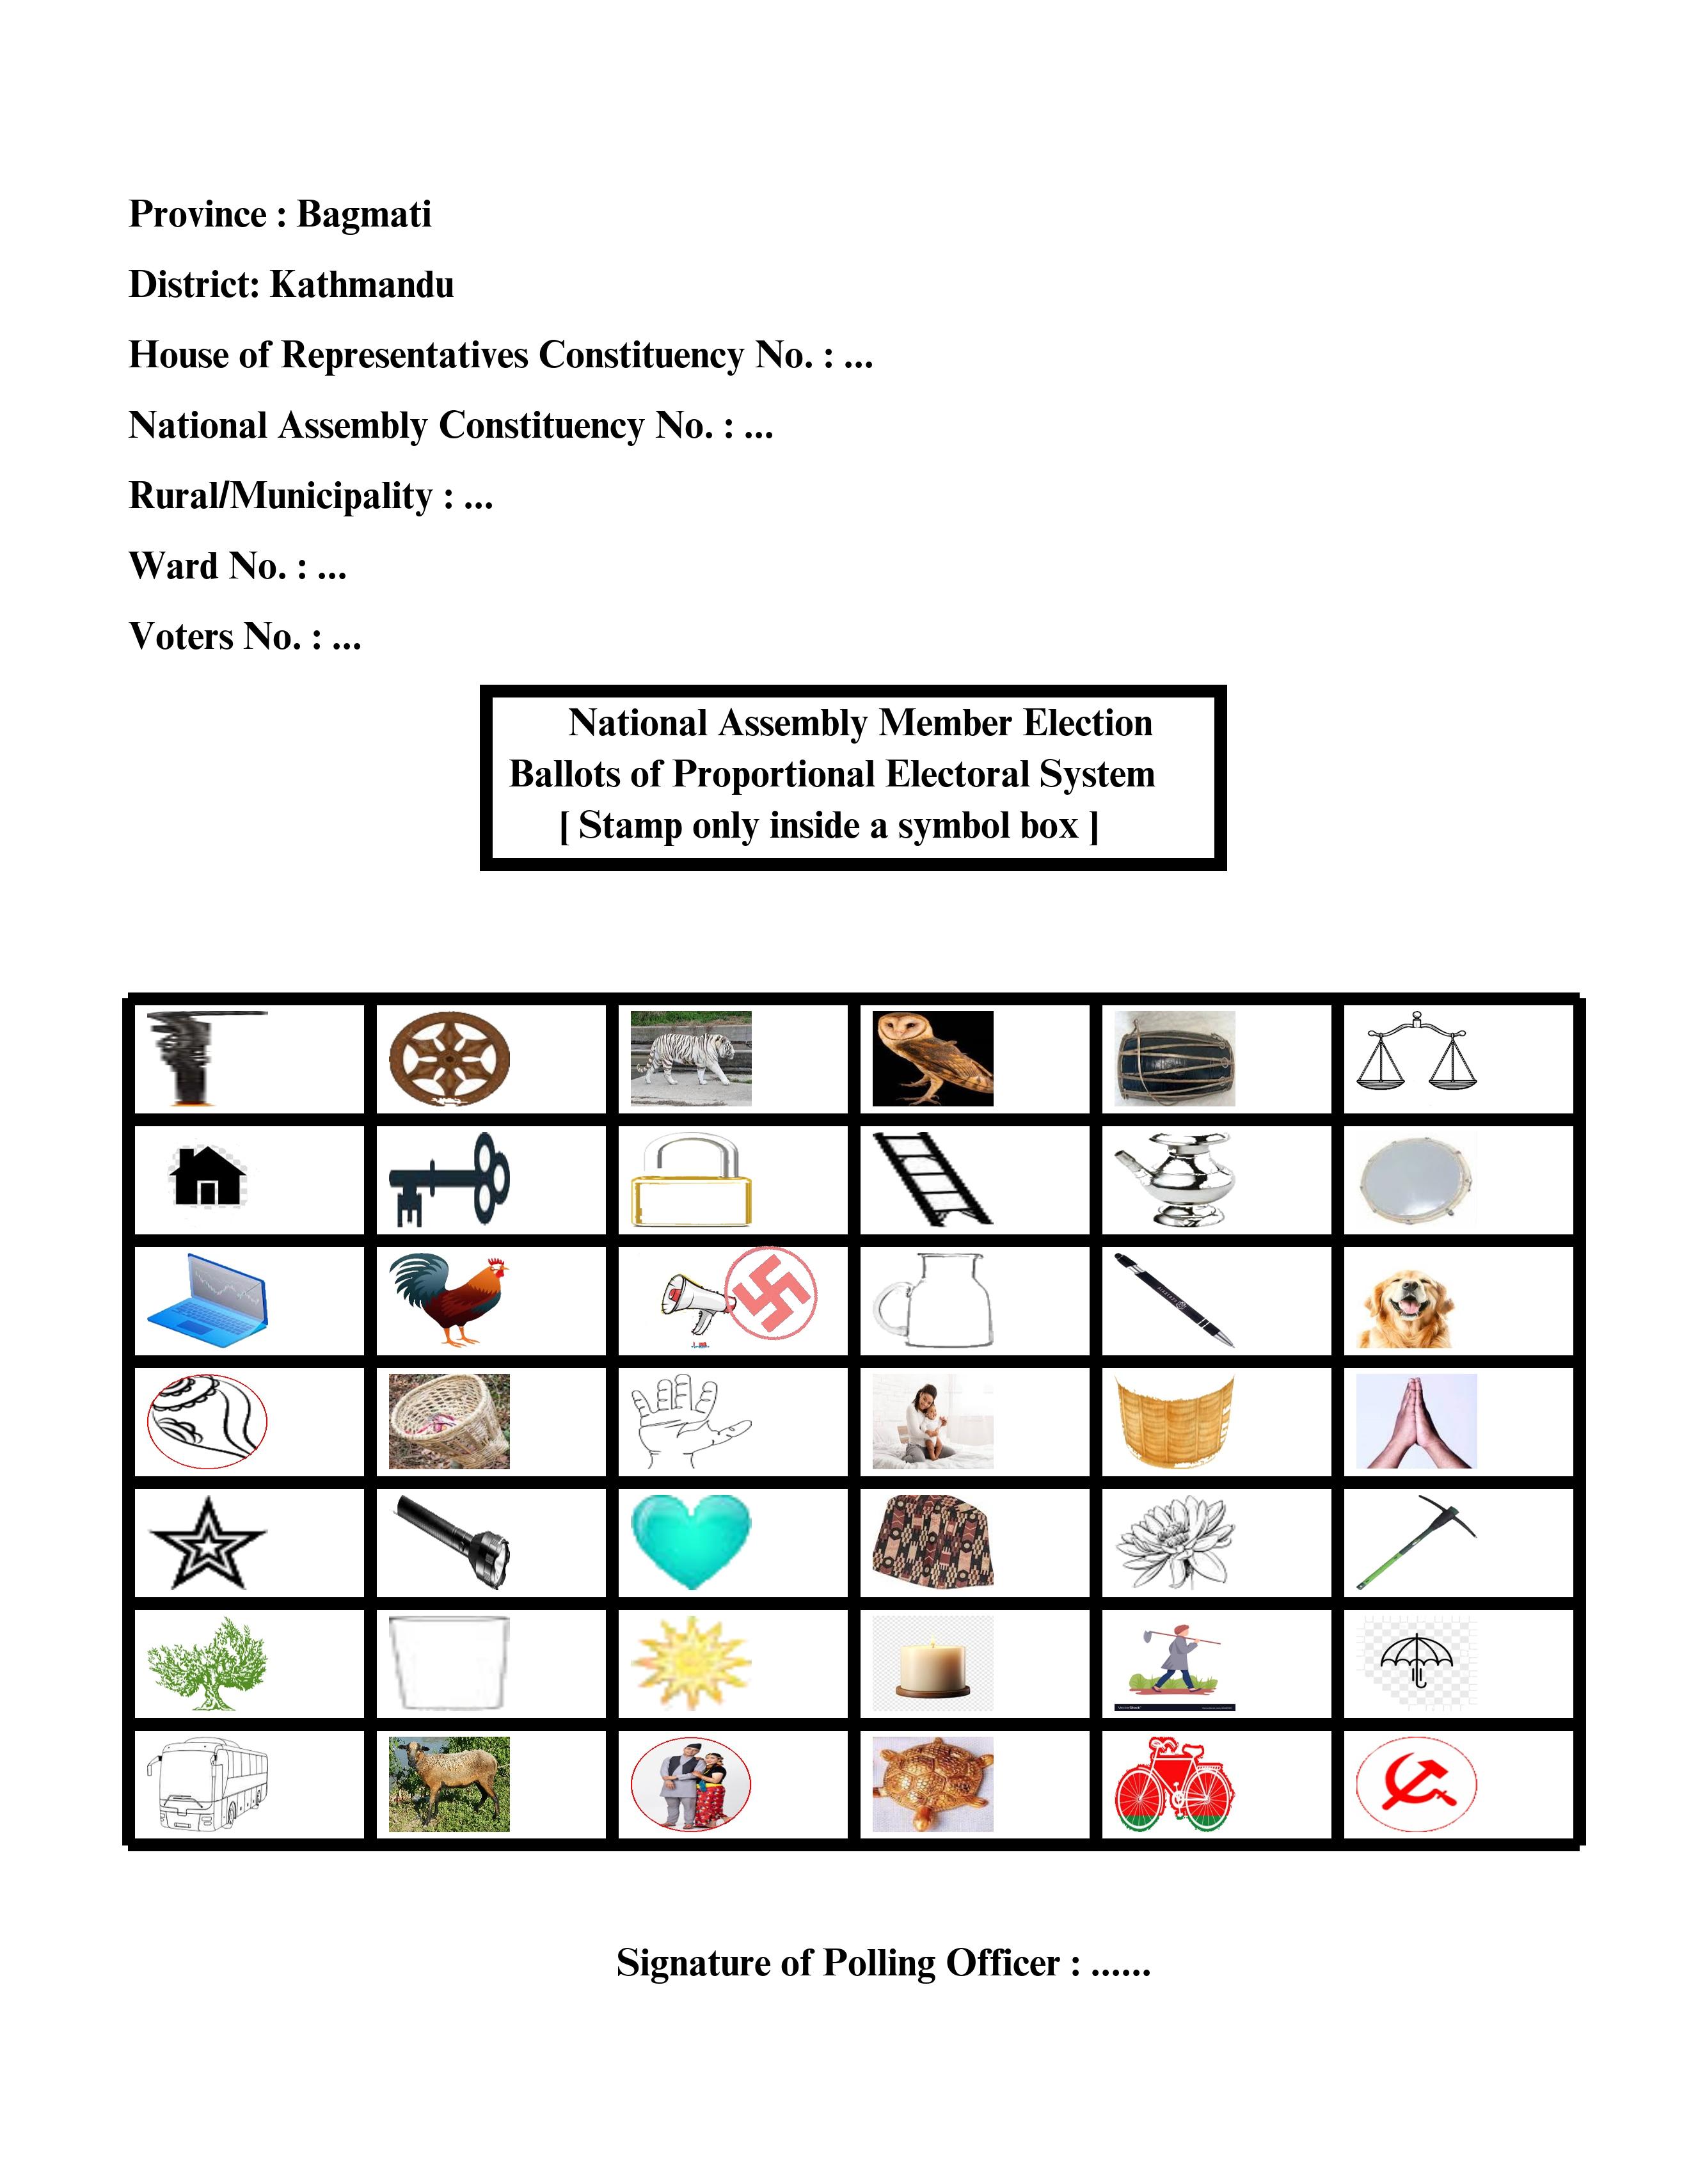 Province : Bagmati
District: Kathmandu
House of Representatives Constituency No. : ...
National Assembly Constituency No. : ...
Rural/Municipality : ...
Ward No. : ...
Voters No. : ...
National Assembly Member Election
Ballots of Proportional Electoral System
[ Stamp only inside a symbol box ]
Signature of Polling Officer : ......